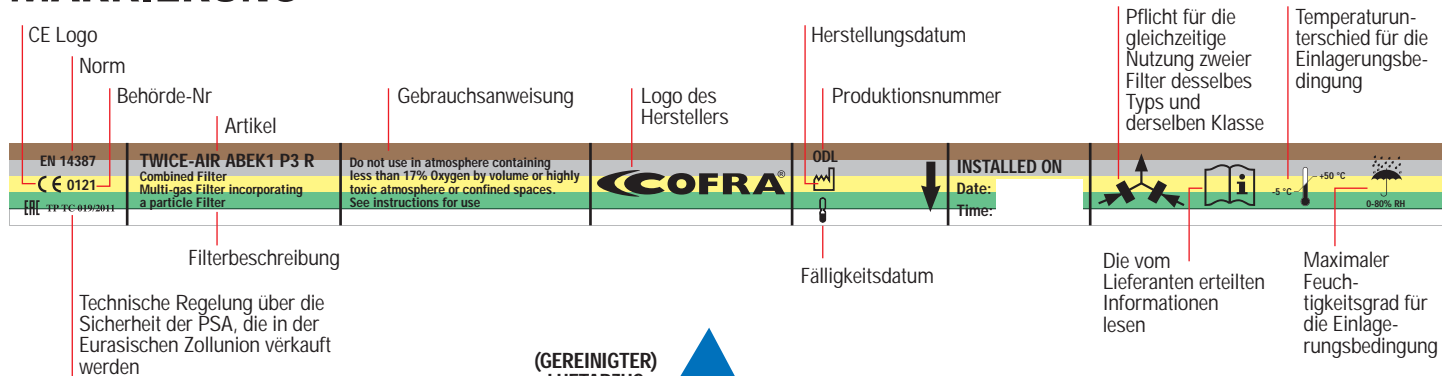 CE Logo
Norm
Behörde-Nr
Artikel
Gebrauchsanweisung
Logo des
Herstellers
Herstellungsdatum
Produktionsnummer
Pflicht für die
gleichzeitige
Nutzung zweier
Filter desselbes
Typs und
derselben Klasse
Temperaturun-
terschied für die
Einlagerungsbe-
dingung
EN 14387
CE 0121
EAC TP TC 019/2011
TWICE-AIR ABEK1 P3 R
Combined Filter
Multi-gas Filter incorporating
a particle Filter
Do not use in atmosphere containing
less than 17% Oxygen by volume or highly
toxic atmosphere or confined spaces.
See instructions for use
COFRA®
ODL
INSTALLED ON
Date:
Time:
i
-5 °C
+50 °C
0-80% RH
Filterbeschreibung
Technische Regelung über die
Sicherheit der PSA, die in der
Eurasischen Zollunion verkauft
werden
Fälligkeitsdatum
Die vom
Lieferanten erteilten
Informationen
lesen
Maximaler
Feuch-
tigkeitsgrad für
die Einlage-
rungsbedingung
(GEREINIGTER)